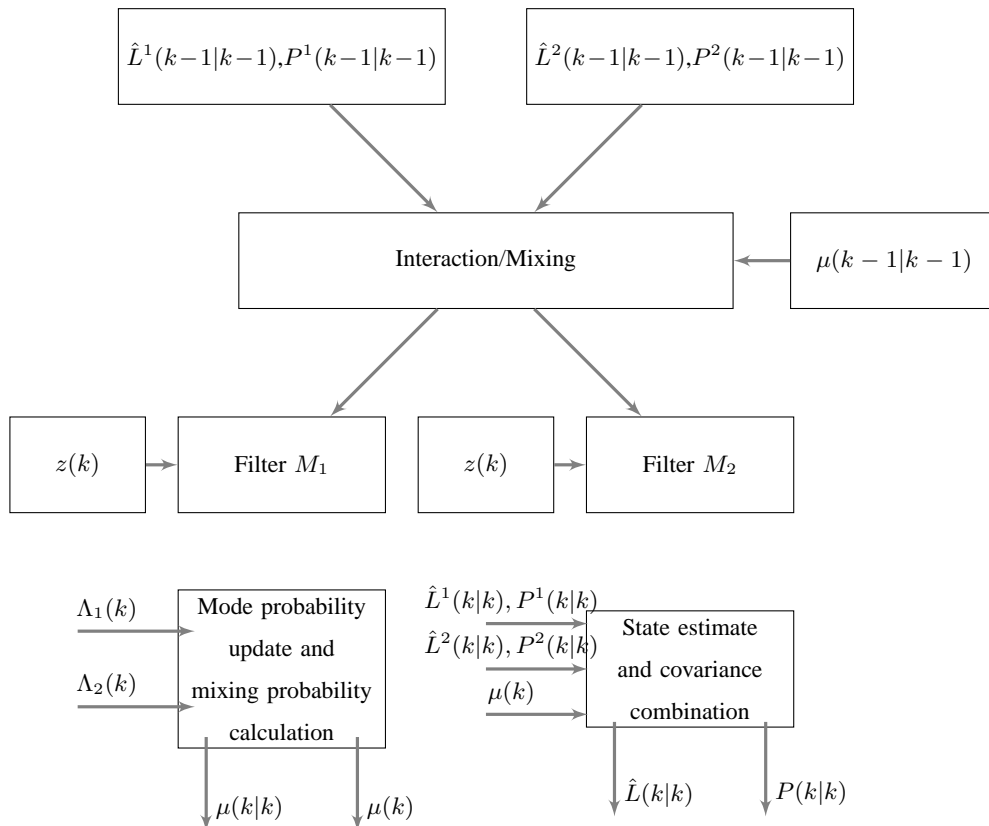 L̂¹(k−1|k−1),P¹(k−1|k−1)
L̂²(k−1|k−1),P²(k−1|k−1)
Interaction/Mixing
μ(k − 1|k − 1)
z(k)
Filter M₁
z(k)
Filter M₂
Λ₁(k)
Λ₂(k)
Mode probability
update and
mixing probability
calculation
μ(k|k)
μ(k)
L̂¹(k|k), P¹(k|k)
L̂²(k|k), P²(k|k)
μ(k)
State estimate
and covariance
combination
L̂(k|k)
P(k|k)